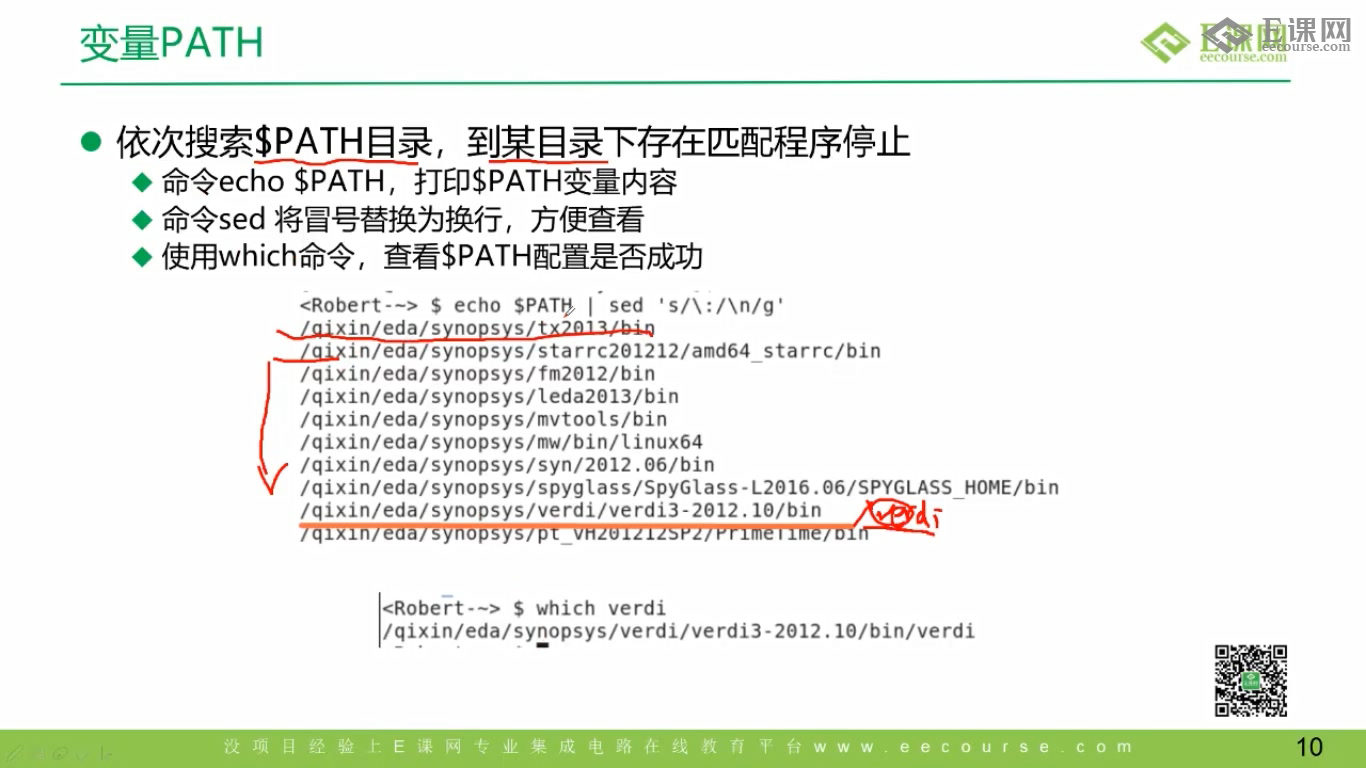 变量PATH
E课网
eecourse.com
E课网
eecourse.com
依次搜索$PATH目录，到某目录下存在匹配程序停止
命令echo $PATH，打印$PATH变量内容
命令sed 将冒号替换为换行，方便查看
使用which命令，查看$PATH配置是否成功
<Robert-~> $ echo $PATH | sed 's/\:/\n/g'
/qixin/eda/synopsys/tx2013/bin
/qixin/eda/synopsys/starrc201212/amd64_starrc/bin
/qixin/eda/synopsys/fm2012/bin
/qixin/eda/synopsys/leda2013/bin
/qixin/eda/synopsys/mvtools/bin
/qixin/eda/synopsys/mw/bin/linux64
/qixin/eda/synopsys/syn/2012.06/bin
/qixin/eda/synopsys/spyglass/SpyGlass-L2016.06/SPYGLASS_HOME/bin
/qixin/eda/synopsys/verdi/verdi3-2012.10/bin
verdi
/qixin/eda/synopsys/pt_VH201212SP2/PrimeTime/bin
<Robert-~> $ which verdi
/qixin/eda/synopsys/verdi/verdi3-2012.10/bin/verdi
没项目经验上E课网专业集成电路在线教育平台www.eecourse.com
10